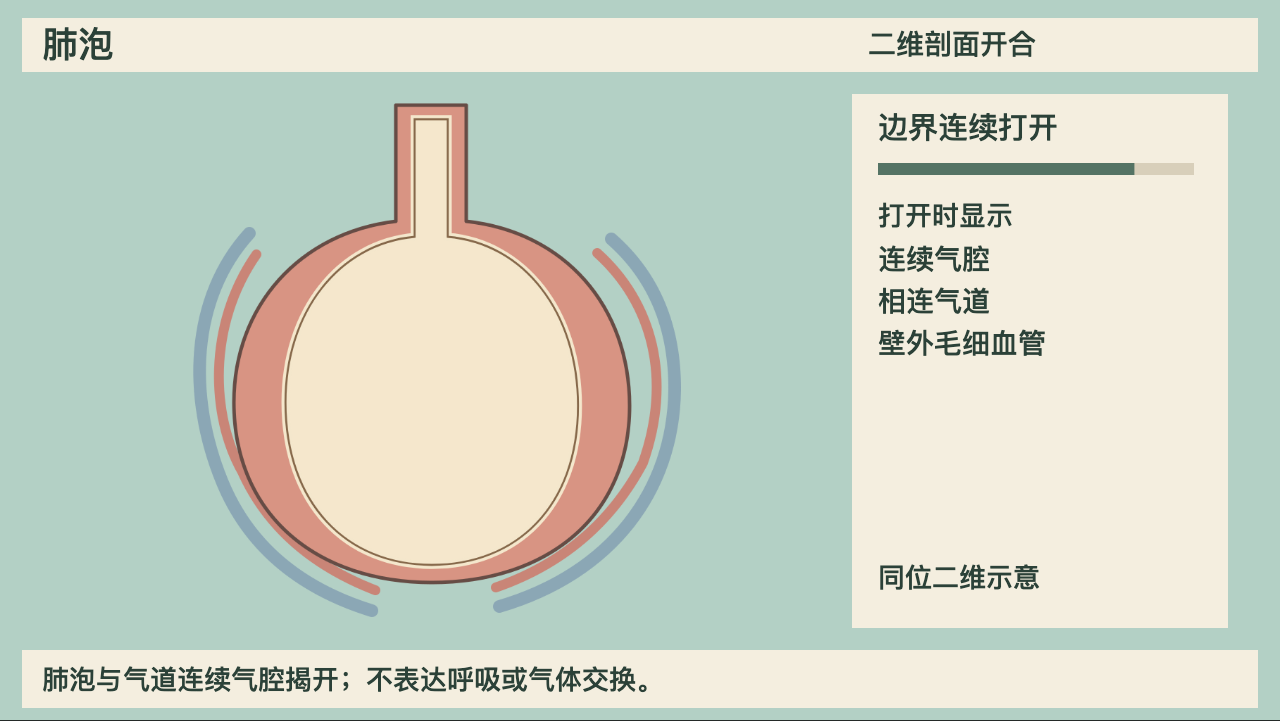 肺泡
二维剖面开合
边界连续打开
打开时显示
连续气腔
相连气道
壁外毛细血管
同位二维示意
肺泡与气道连续气腔揭开；不表达呼吸或气体交换。